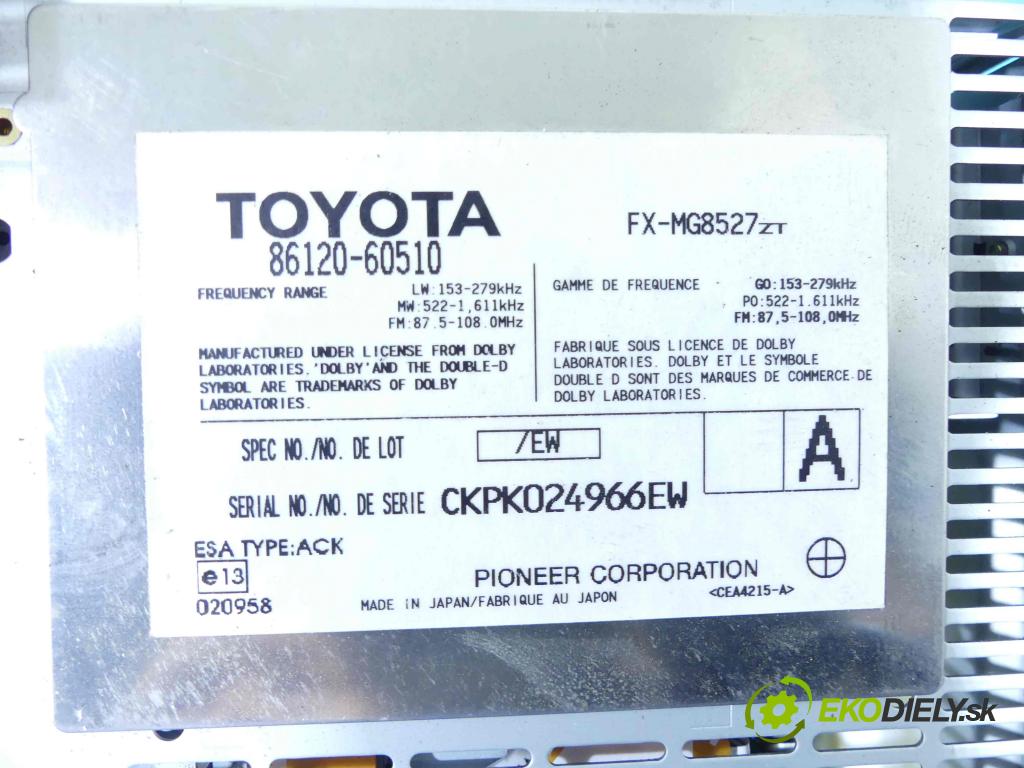 TOYOTA
86120-60510
FX-MG8527ZT
FREQUENCY RANGE LW:153-279kHz
MW:522-1,611kHz
FM:87.5-108.0MHz
GAMME DE FREQUENCE GO:153-279kHz
PO:522-1.611kHz
FM:87,5-108,0MHz
MANUFACTURED UNDER LICENSE FROM DOLBY
LABORATORIES. 'DOLBY' AND THE DOUBLE-D
SYMBOL ARE TRADEMARKS OF DOLBY
LABORATORIES.
FABRIQUE SOUS LICENCE DE DOLBY
LABORATORIES. DOLBY ET LE SYMBOLE
DOUBLE D SONT DES MARQUES DE COMMERCE DE
DOLBY LABORATORIES.
SPEC NO./NO. DE LOT /EW
A
SERIAL NO./NO. DE SERIE CKPK024966EW
ESA TYPE:ACK
e13
020958
PIONEER CORPORATION
MADE IN JAPAN/FABRIQUE AU JAPON
<CEA4215-A>
EKODIELY.sk